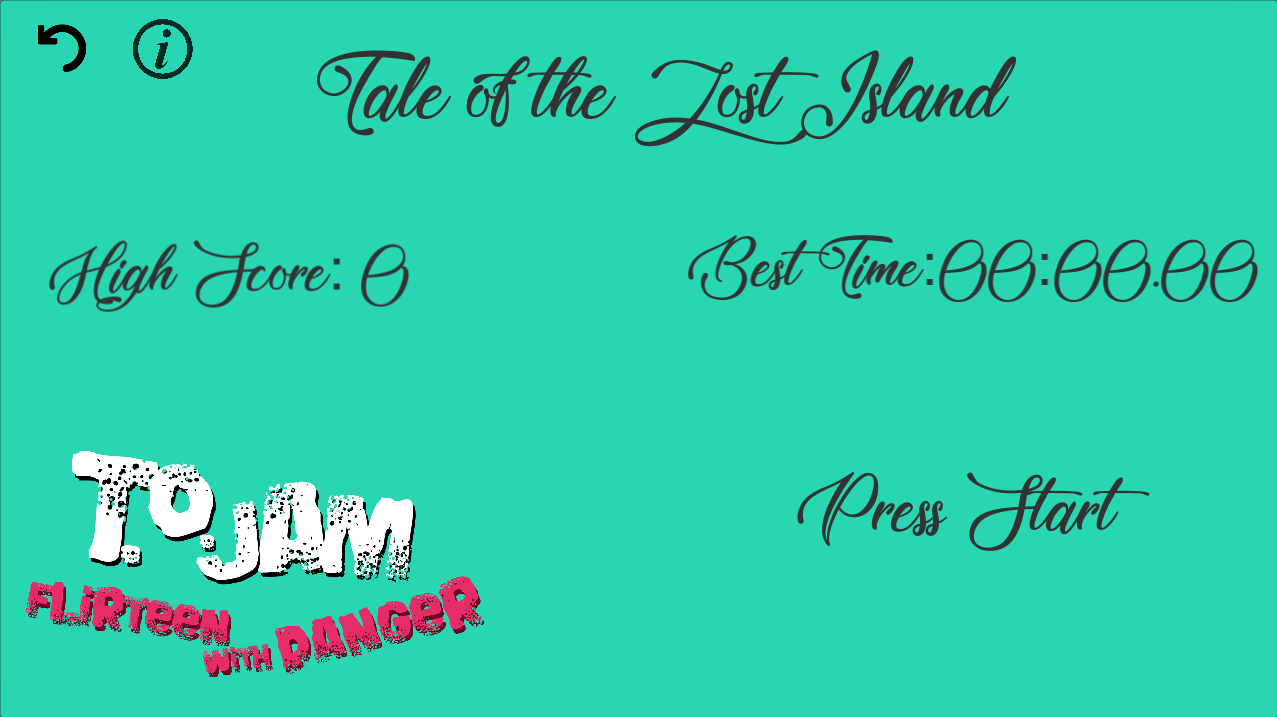 i
Tale of the Lost Island
High Score: 0
Best Time:00:00.00
T.O.JAM
FLiRTeeN
WiTH DANGeR
Press Start